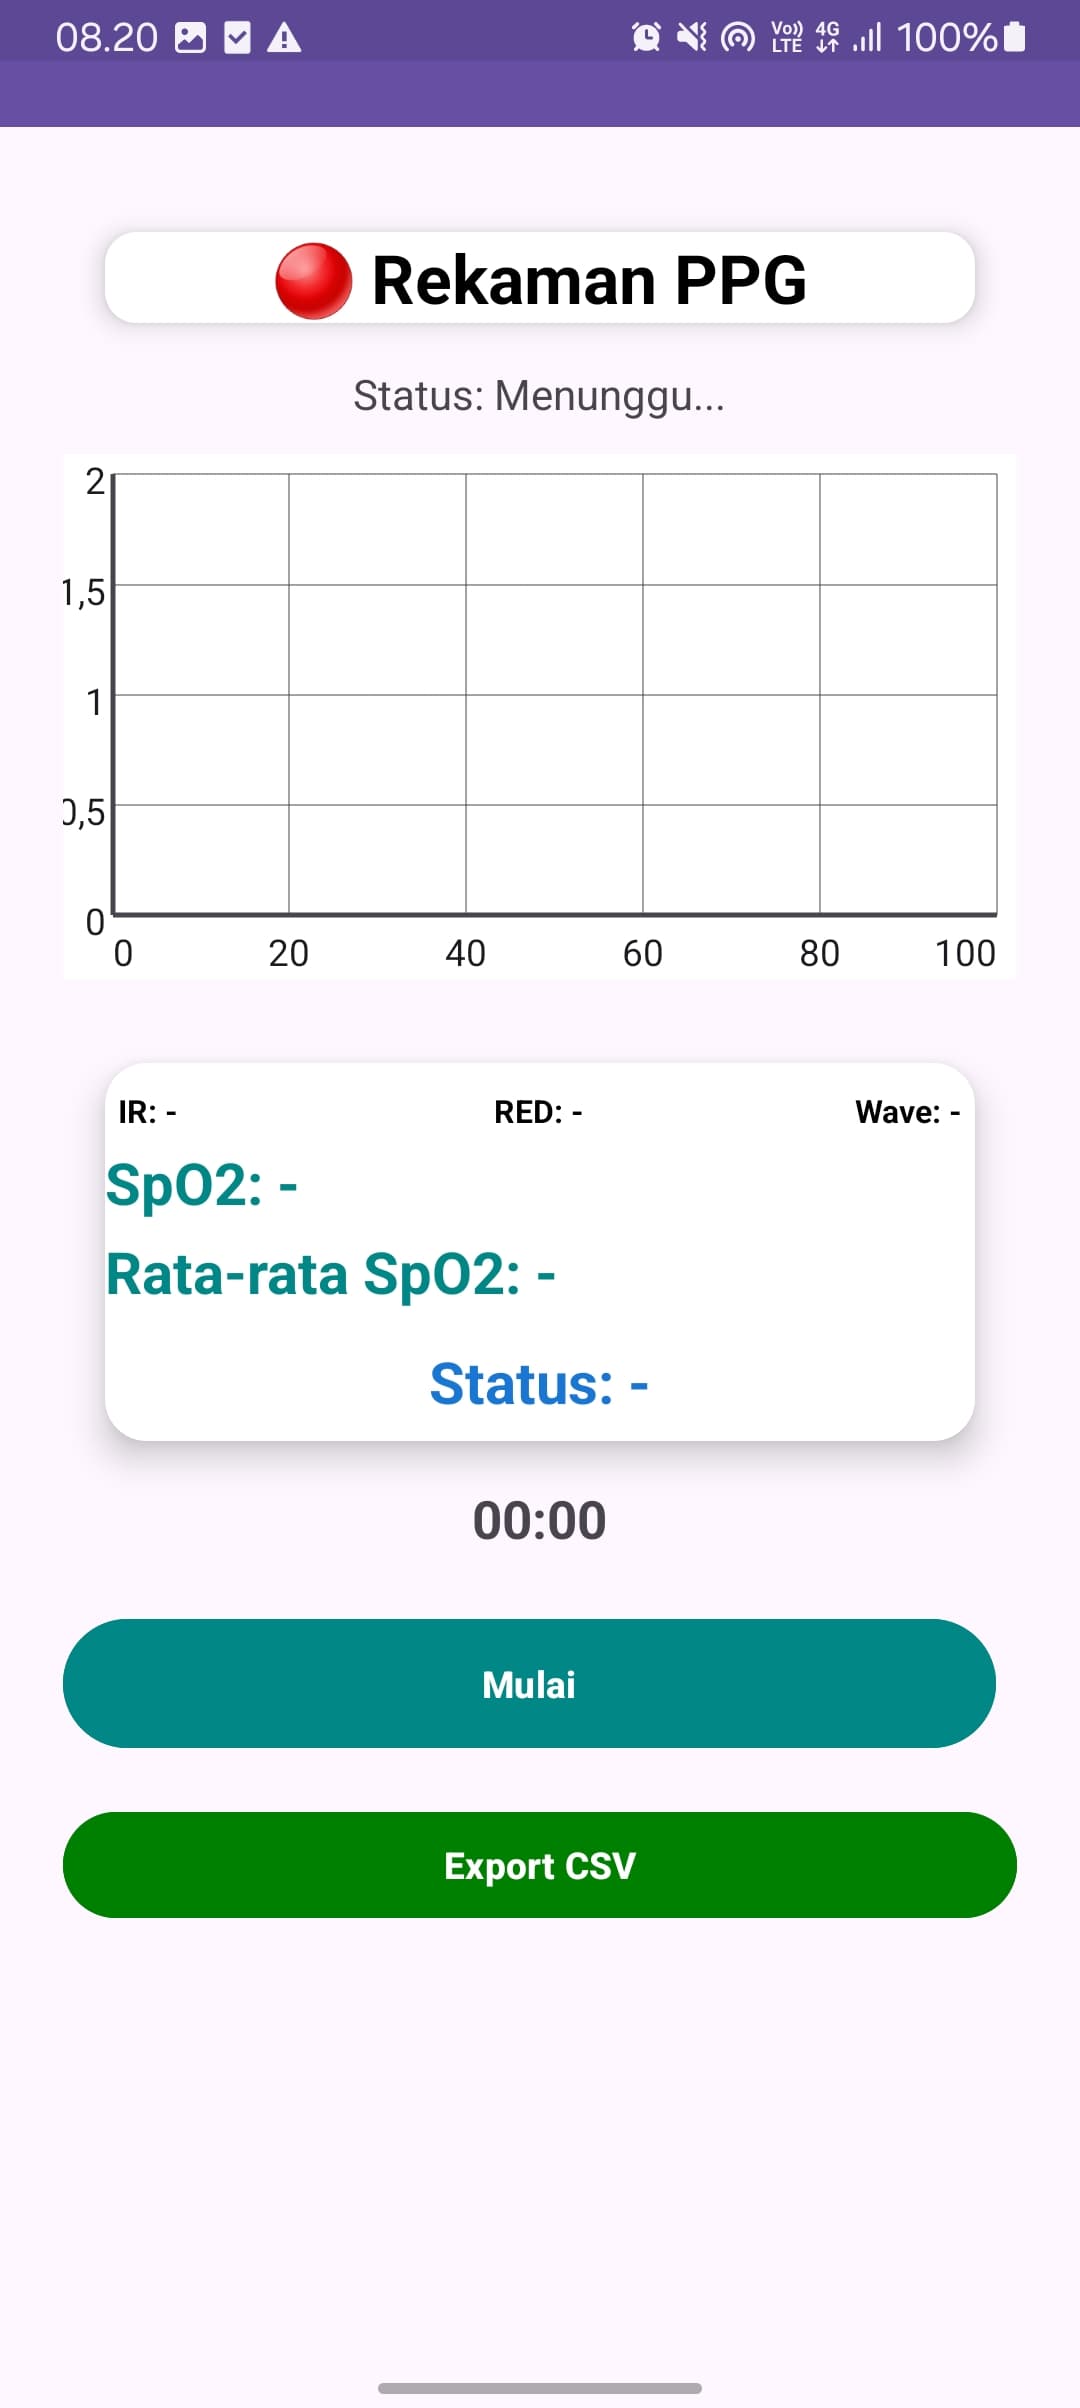 08.20 Vo)) LTE 4G 100%
Rekaman PPG
Status: Menunggu...
2
1,5
1
0,5
0
0 20 40 60 80 100
IR: - RED: - Wave: -
SpO2: -
Rata-rata SpO2: -
Status: -
00:00
Mulai
Export CSV